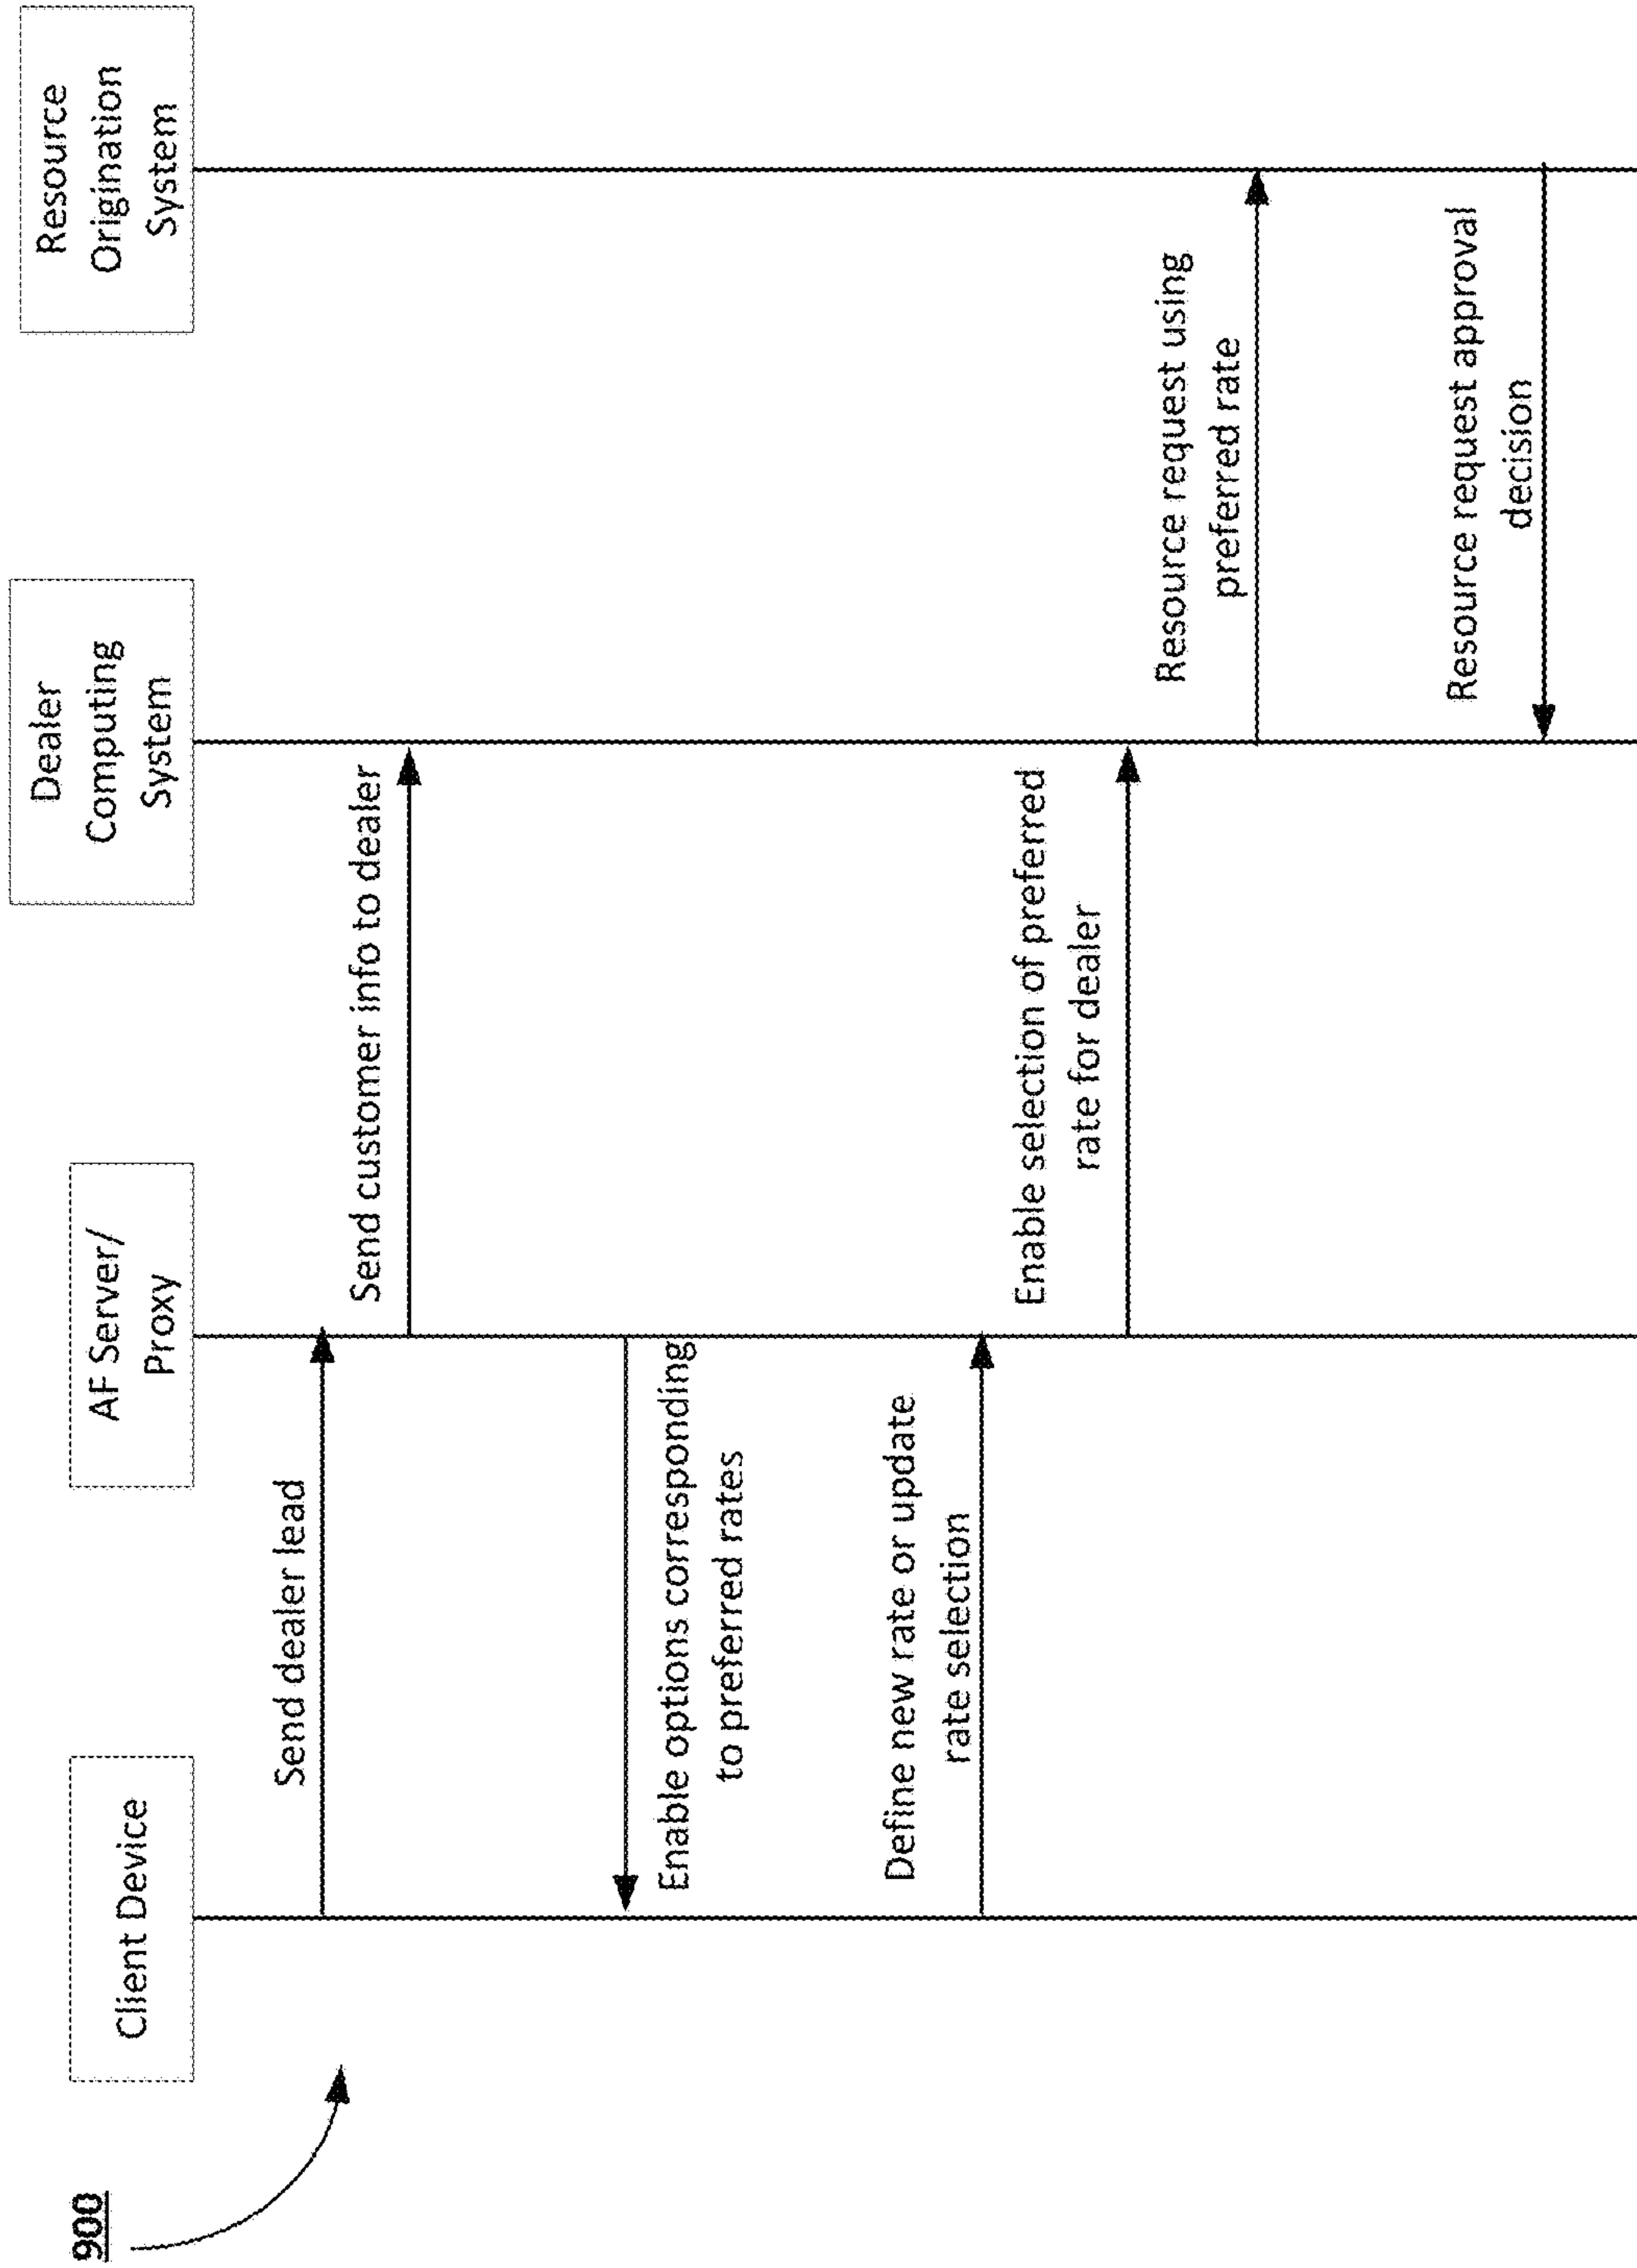 900
Client Device
AF Server/
Proxy
Dealer
Computing
System
Resource
Origination
System
Send dealer lead
Send customer info to dealer
Enable options corresponding
to preferred rates
Define new rate or update
rate selection
Enable selection of preferred
rate for dealer
Resource request using
preferred rate
Resource request approval
decision